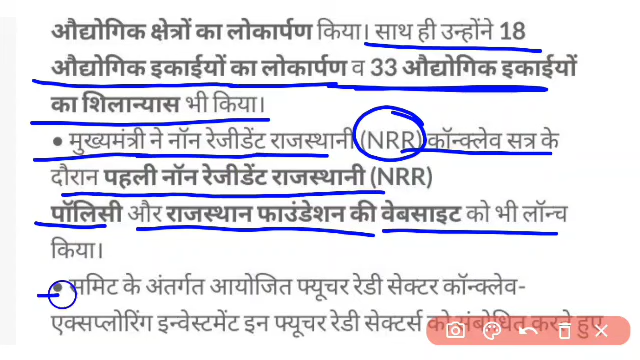 औद्योगिक क्षेत्रों का लोकार्पण किया। साथ ही उन्होंने 18
औद्योगिक इकाईयों का लोकार्पण व 33 औद्योगिक इकाईयों
का शिलान्यास भी किया।
• मुख्यमंत्री ने नॉन रेजीडेंट राजस्थानी (NRR) कॉन्क्लेव सत्र के
दौरान पहली नॉन रेजीडेंट राजस्थानी (NRR)
पॉलिसी और राजस्थान फाउंडेशन की वेबसाइट को भी लॉन्च
किया।
• समिट के अंतर्गत आयोजित फ्यूचर रेडी सेक्टर कॉन्क्लेव-
एक्सप्लोरिंग इन्वेस्टमेंट इन फ्यूचर रेडी सेक्टर्स को संबोधित करते हुए